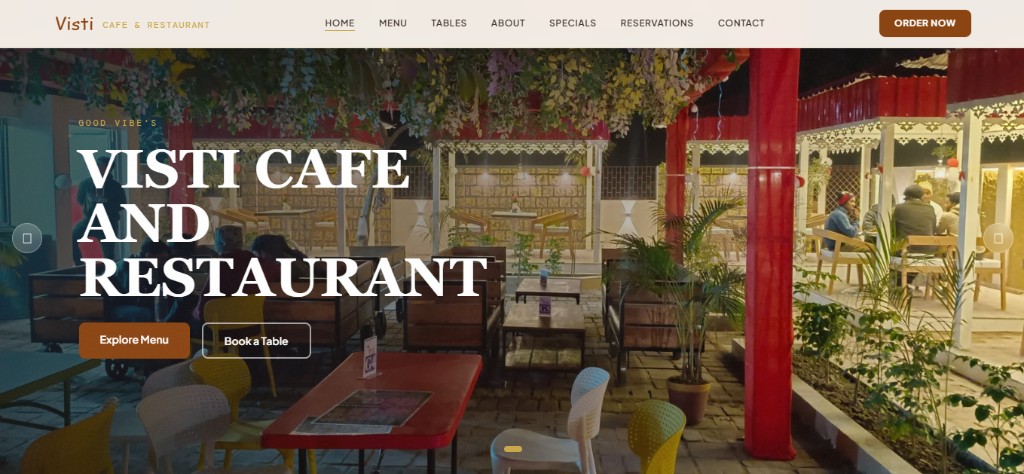 Visti CAFE & RESTAURANT
HOME MENU TABLES ABOUT SPECIALS RESERVATIONS CONTACT
ORDER NOW
GOOD VIBE'S
VISTI CAFE
AND
RESTAURANT
Explore Menu
Book a Table